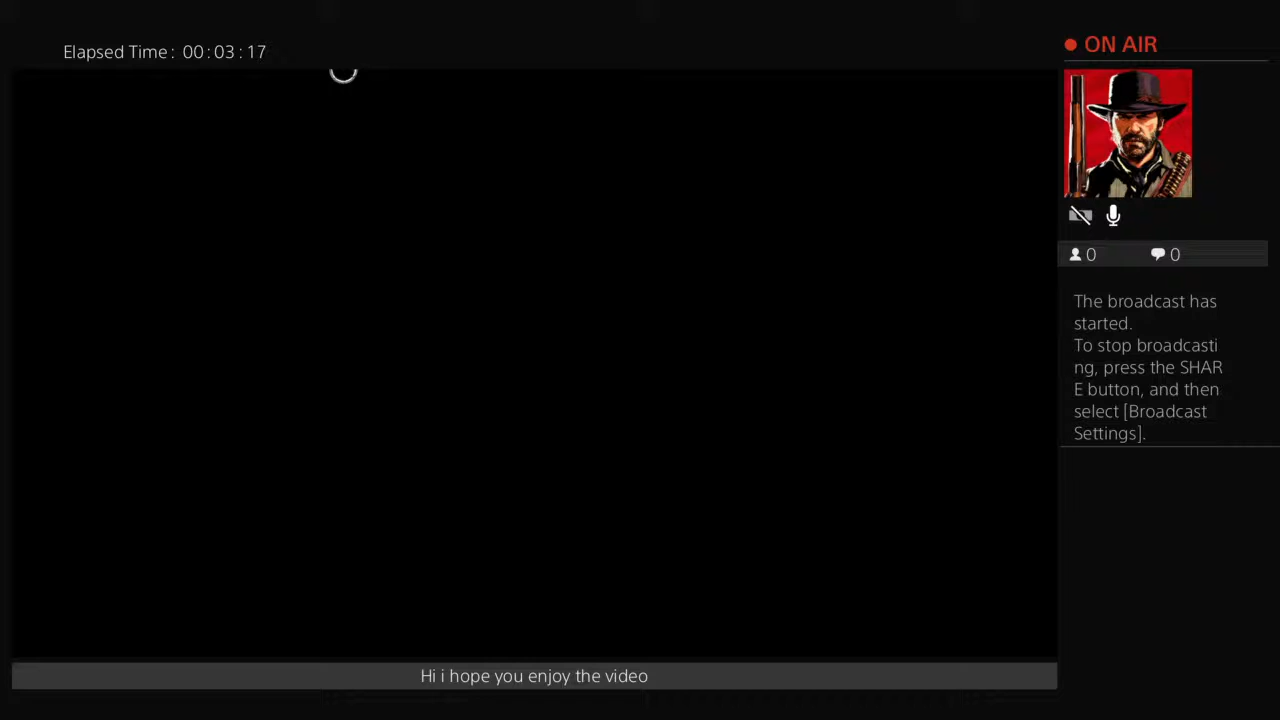 Elapsed Time: 00:03:17
ON AIR
0 0
The broadcast has
started.
To stop broadcasti
ng, press the SHAR
E button, and then
select [Broadcast
Settings].
Hi i hope you enjoy the video